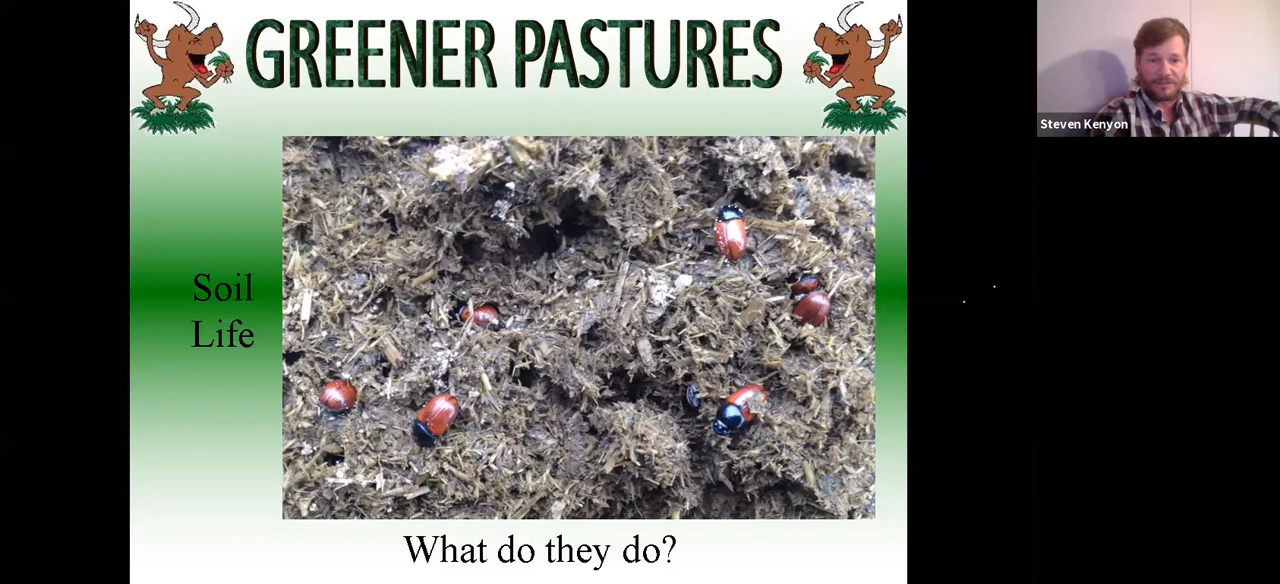 GREENER PASTURES
Steven Kenyon
Soil
Life
What do they do?